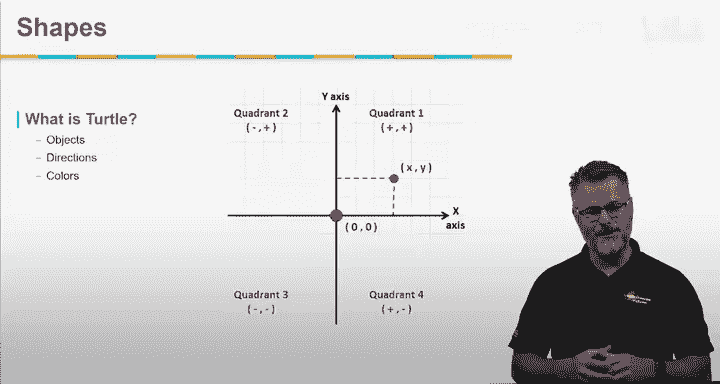 Shapes
What is Turtle?
– Objects
– Directions
– Colors
Y axis
Quadrant 2
(-,+)
Quadrant 1
(+,+)
(x,y)
X
axis
(0,0)
Quadrant 3
(-,-)
Quadrant 4
(+,-)